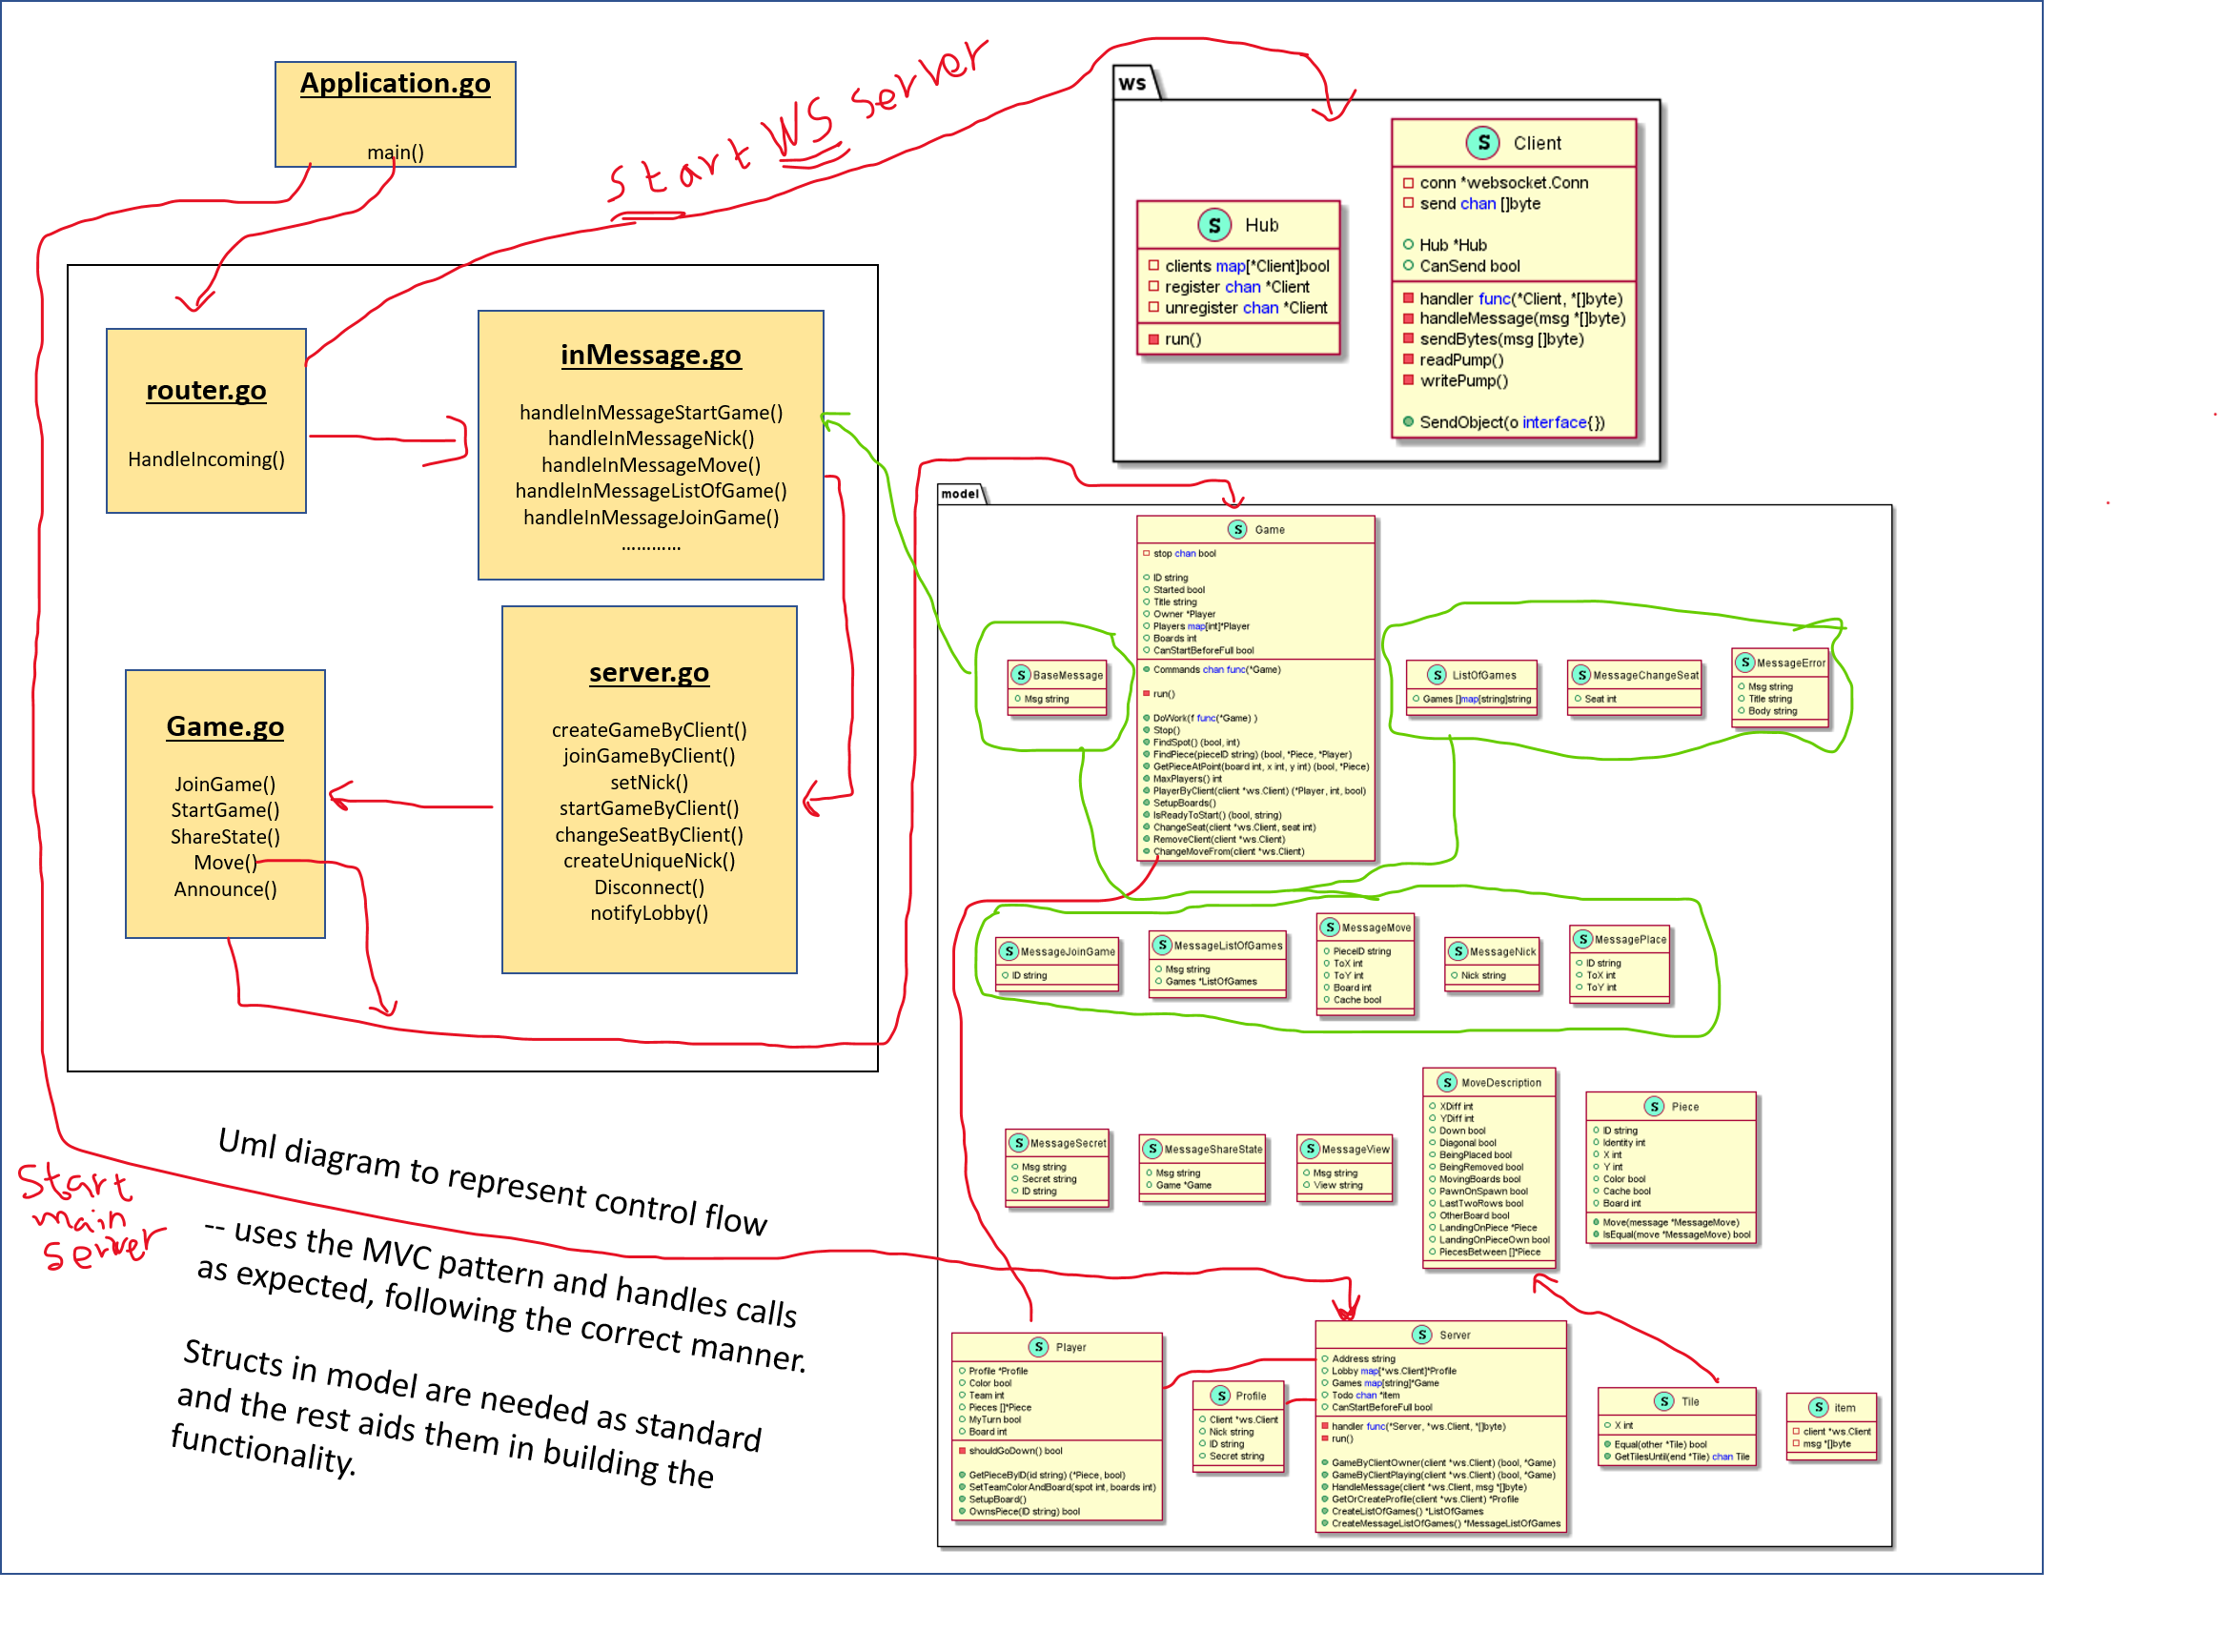 Application.go
main()
Start WS Server
router.go
HandleIncoming()
inMessage.go
handleInMessageStartGame()
handleInMessageNick()
handleInMessageMove()
handleInMessageListOfGame()
handleInMessageJoinGame()
............
server.go
createGameByClient()
joinGameByClient()
setNick()
startGameByClient()
changeSeatByClient()
createUniqueNick()
Disconnect()
notifyLobby()
Game.go
JoinGame()
StartGame()
ShareState()
Move()
Announce()
Start
main
server
Uml diagram to represent control flow
-- uses the MVC pattern and handles calls
as expected, following the correct manner.
Structs in model are needed as standard
and the rest aids them in building the
functionality.
ws
S Hub
clients map[*Client]bool
register chan *Client
unregister chan *Client
run()
S Client
conn *websocket.Conn
send chan []byte
Hub *Hub
CanSend bool
handler func(*Client, *[]byte)
handleMessage(msg *[]byte)
sendBytes(msg []byte)
readPump()
writePump()
SendObject(o interface{})
model
S Game
stop chan bool
ID string
Started bool
Title string
Owner *Player
Players map[int]*Player
Boards int
CanStartBeforeFull bool
Commands chan func(*Game)
run()
DoWork(f func(*Game) )
Stop()
FindSpot() (bool, int)
FindPiece(pieceID string) (bool, *Piece, *Player)
GetPieceAtPoint(board int, x int, y int) (bool, *Piece)
MaxPlayers() int
PlayerByClient(client *ws.Client) (*Player, int, bool)
SetupBoards()
IsReadyToStart() (bool, string)
ChangeSeat(client *ws.Client, seat int)
RemoveClient(client *ws.Client)
ChangeMoveFrom(client *ws.Client)
S BaseMessage
Msg string
S ListOfGames
Games []map[string]string
S MessageChangeSeat
Seat int
S MessageError
Msg string
Title string
Body string
S MessageJoinGame
ID string
S MessageListOfGames
Msg string
Games *ListOfGames
S MessageMove
PieceID string
ToX int
ToY int
Board int
Cache bool
S MessageNick
Nick string
S MessagePlace
ID string
ToX int
ToY int
S MessageSecret
Msg string
Secret string
ID string
S MessageShareState
Msg string
Game *Game
S MessageView
Msg string
View string
S MoveDescription
XDiff int
YDiff int
Down bool
Diagonal bool
BeingPlaced bool
BeingRemoved bool
MovingBoards bool
PawnOnSpawn bool
LastTwoRows bool
OtherBoard bool
LandingOnPiece *Piece
LandingOnPieceOwn bool
PiecesBetween []*Piece
S Piece
ID string
Identity int
X int
Y int
Color bool
Cache bool
Board int
Move(message *MessageMove)
IsEqual(move *MessageMove) bool
S Player
Profile *Profile
Color bool
Team int
Pieces []*Piece
MyTurn bool
Board int
shouldGoDown() bool
GetPieceByID(id string) (*Piece, bool)
SetTeamColorAndBoard(spot int, boards int)
SetupBoard()
OwnsPiece(ID string) bool
S Profile
Client *ws.Client
Nick string
ID string
Secret string
S Server
Address string
Lobby map[*ws.Client]*Profile
Games map[string]*Game
Todo chan *item
CanStartBeforeFull bool
handler func(*Server, *ws.Client, *[]byte)
run()
GameByClientOwner(client *ws.Client) (bool, *Game)
GameByClientPlaying(client *ws.Client) (bool, *Game)
HandleMessage(client *ws.Client, msg *[]byte)
GetOrCreateProfile(client *ws.Client) *Profile
CreateListOfGames() *ListOfGames
CreateMessageListOfGames() *MessageListOfGames
S Tile
X int
Equal(other *Tile) bool
GetTilesUntil(end *Tile) chan Tile
S item
client *ws.Client
msg *[]byte